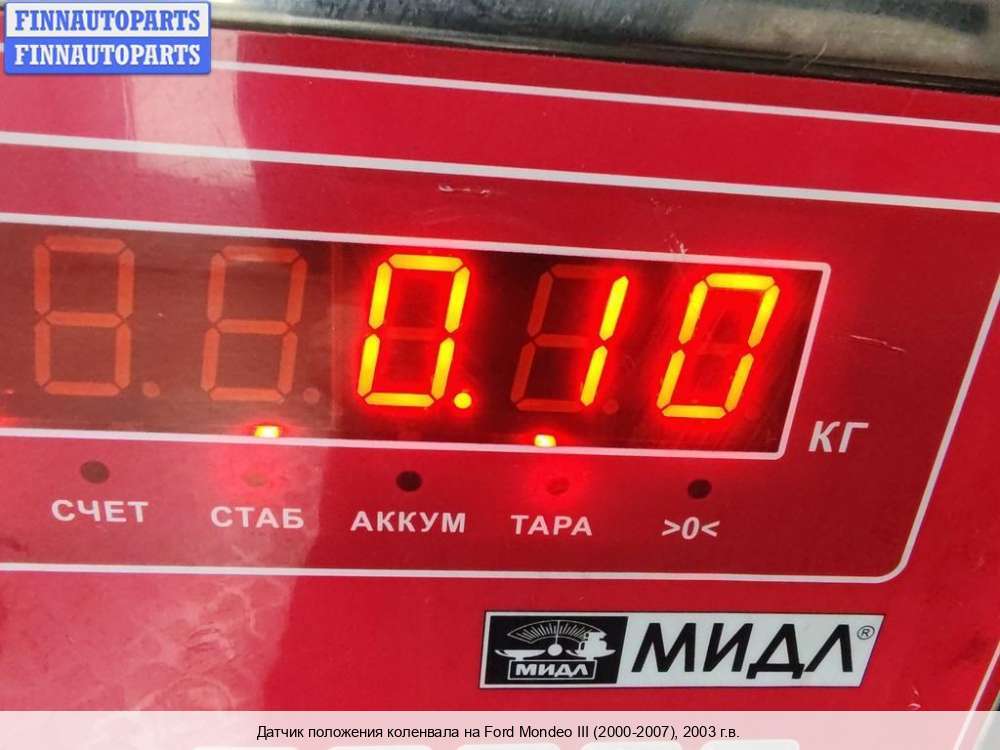 FINNAUTOPARTS
FINNAUTOPARTS
0.10
КГ
СЧЕТ СТАБ АККУМ ТАРА >0<
МИДЛ МИДЛ®
Датчик положения коленвала на Ford Mondeo III (2000-2007), 2003 г.в.